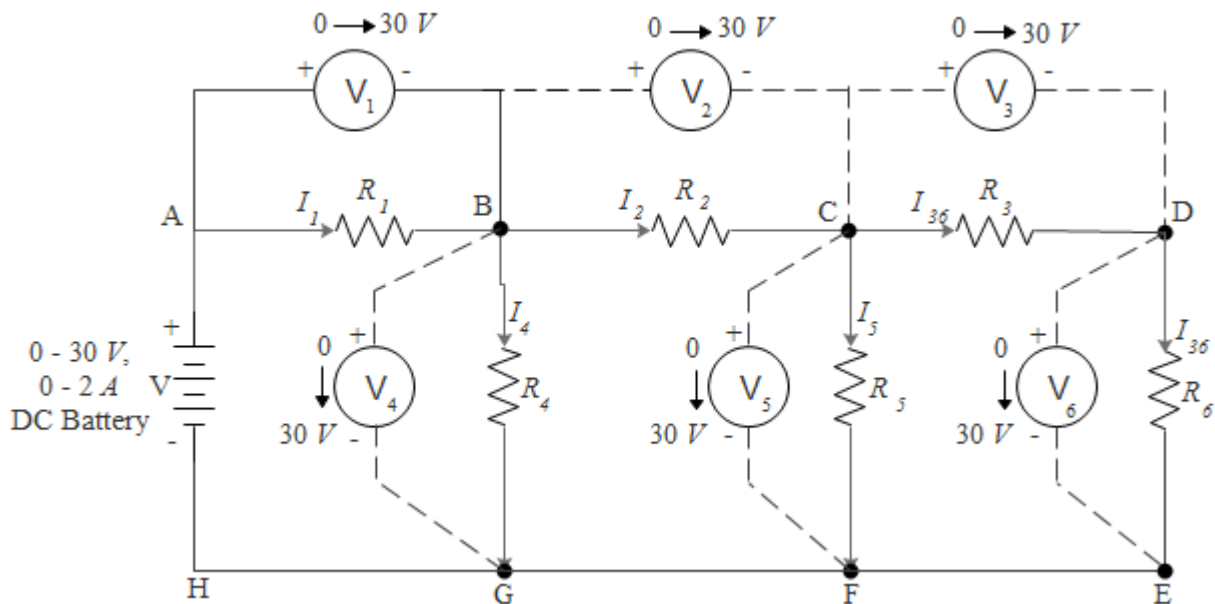 0 → 30 V
0 → 30 V
0 → 30 V
+ V1 -
+ V2 -
+ V3 -
A
I1
R1
B
I2
R2
C
I36
R3
D
+
0 - 30 V,
0 - 2 A
DC Battery
V
-
0 ↓ 30 V
+ V4 -
I4
R4
0 ↓ 30 V
+ V5 -
I5
R5
0 ↓ 30 V
+ V6 -
I36
R6
H
G
F
E